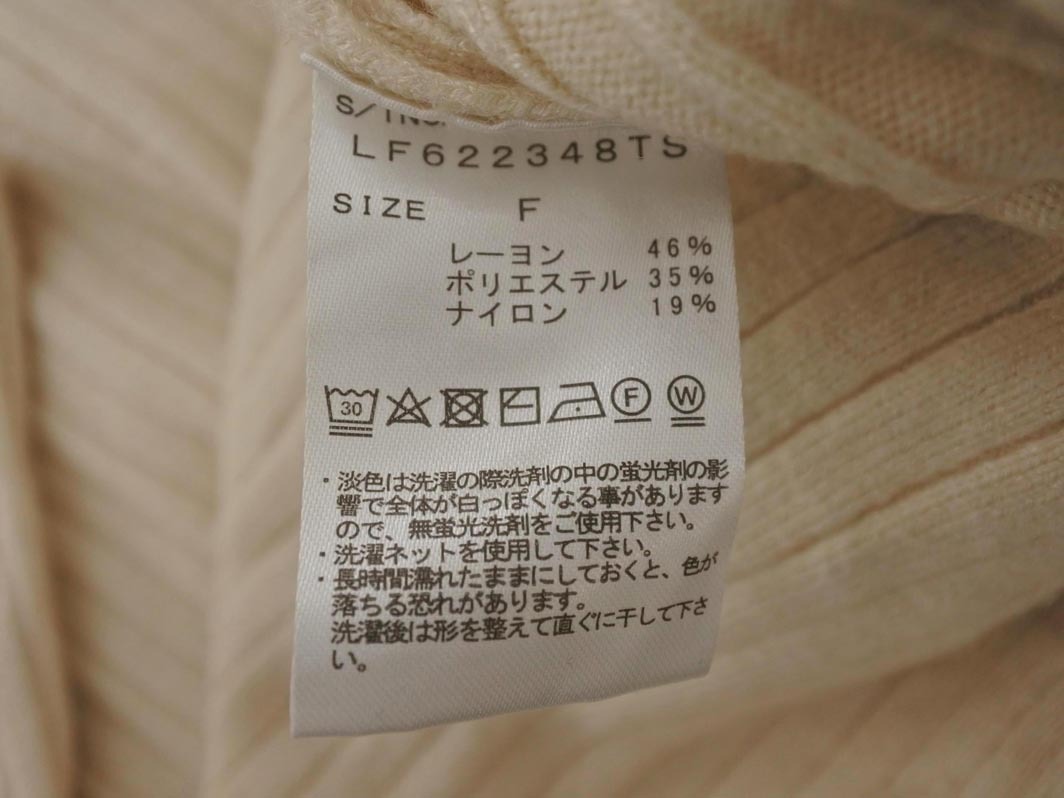 S/TNO.
LF622348TS
SIZE F
レーヨン 46%
ポリエステル 35%
ナイロン 19%
30 F W
・淡色は洗濯の際洗剤の中の蛍光剤の影
響で全体が白っぽくなる事があります
ので、無蛍光洗剤をご使用下さい。
・洗濯ネットを使用して下さい。
・長時間濡れたままにしておくと、色が
落ちる恐れがあります。
洗濯後は形を整えて直ぐに干して下さ
い。